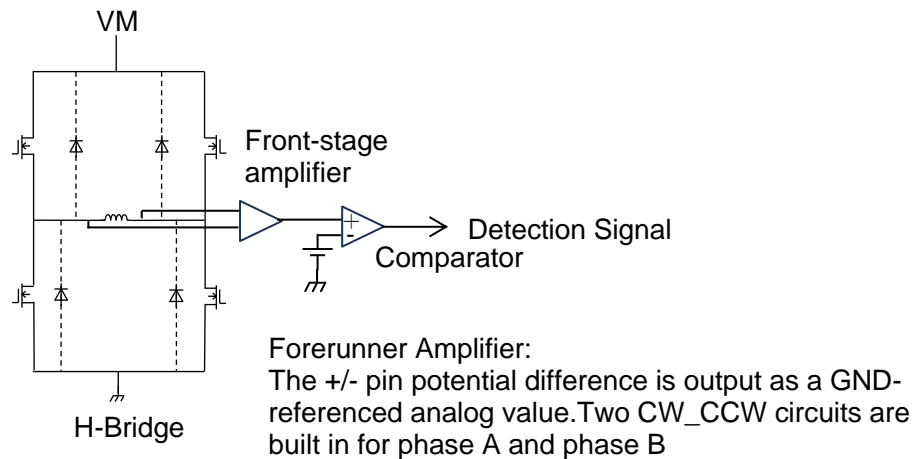 VM
Front-stage
amplifier
+
-
Detection Signal
Comparator
Forerunner Amplifier:
The +/- pin potential difference is output as a GND-
referenced analog value.Two CW_CCW circuits are
built in for phase A and phase B
H-Bridge